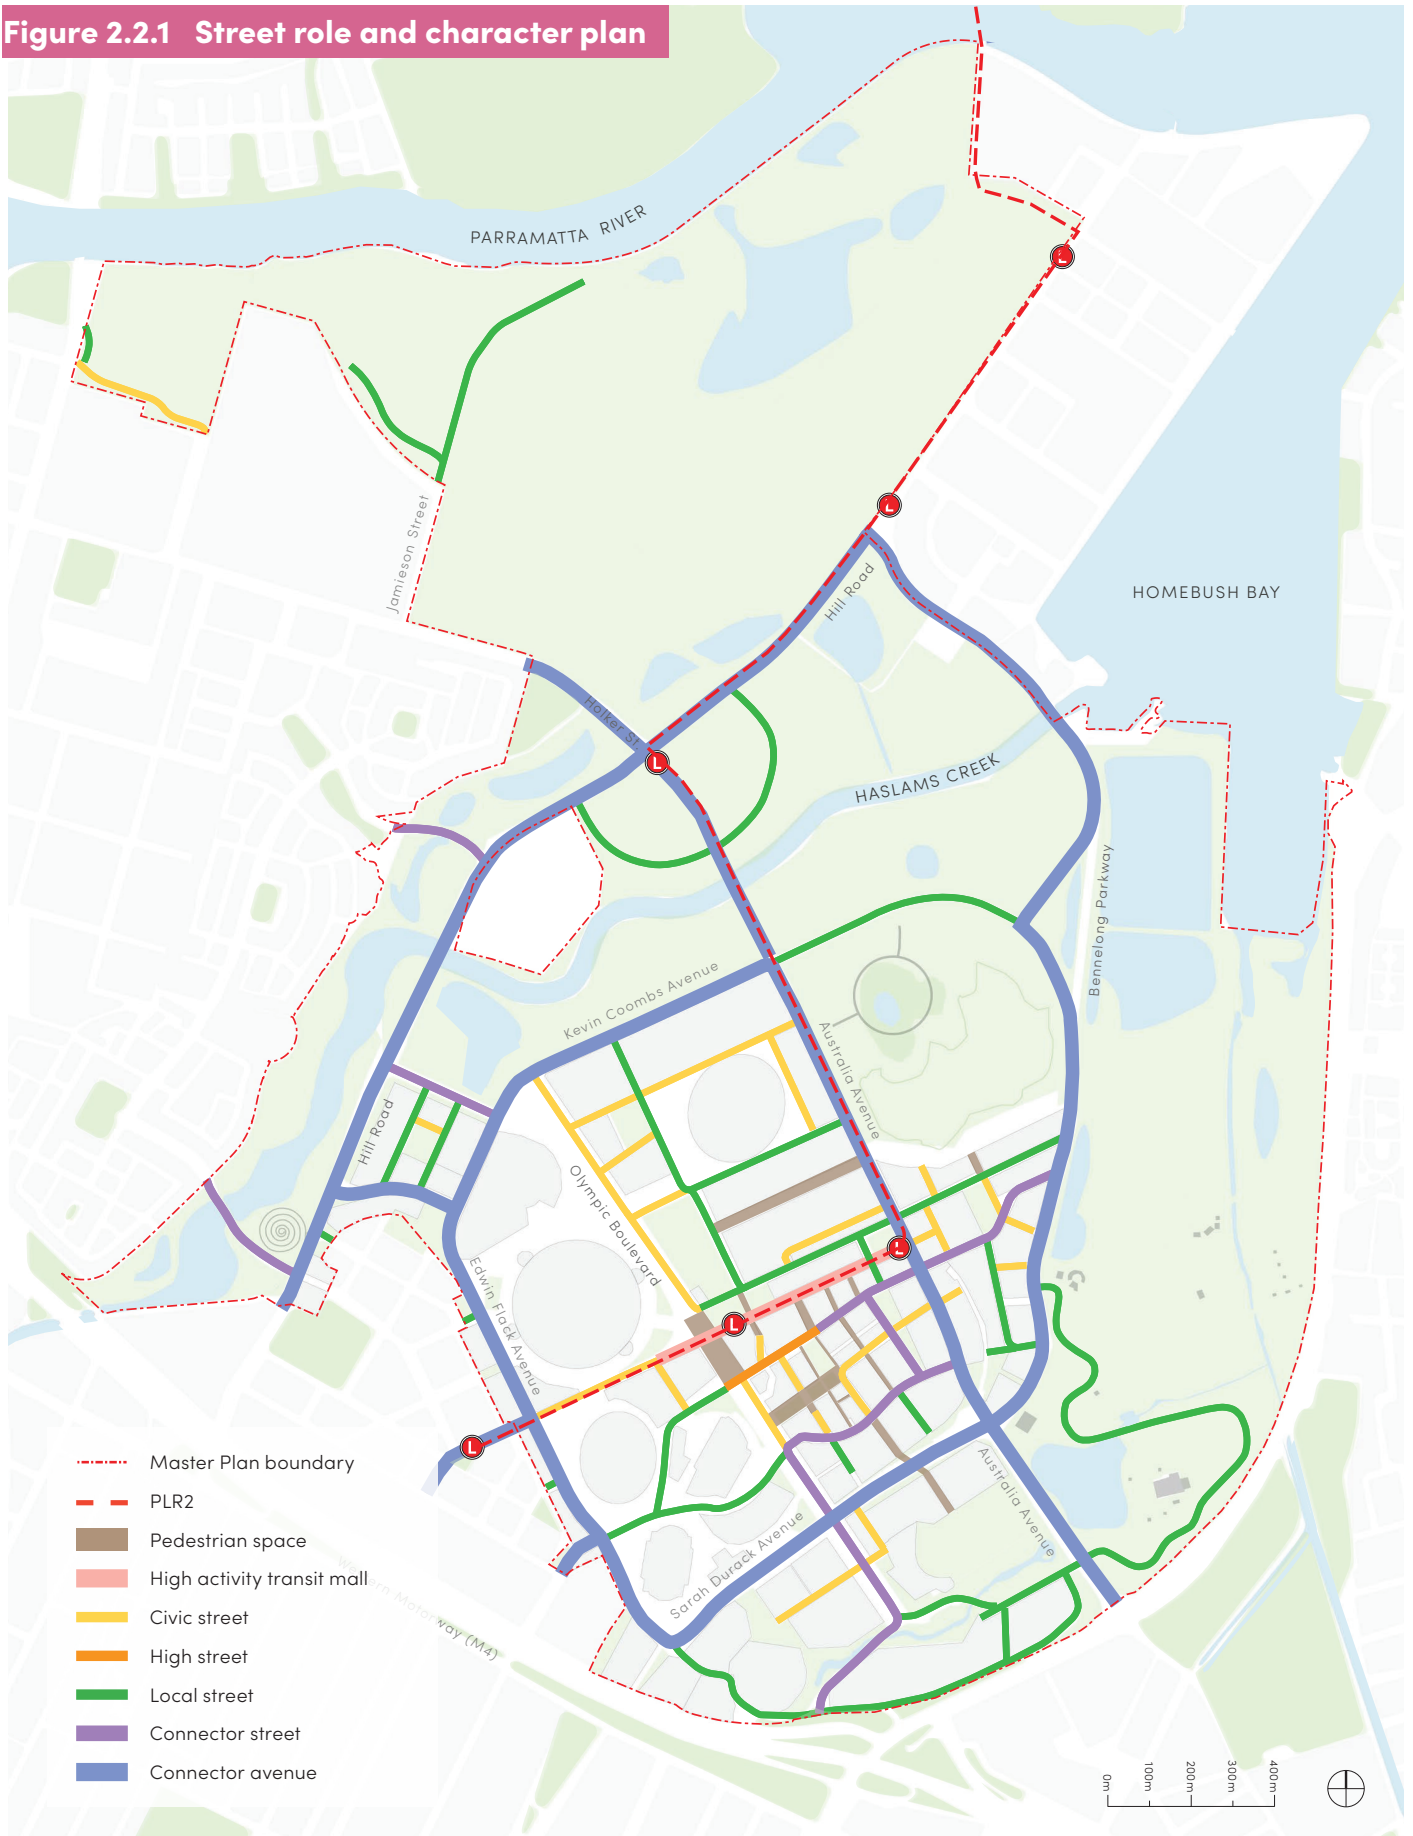 Figure 2.2.1 Street role and character plan
PARRAMATTA RIVER
L
L
Jamieson Street
Hill Road
HOMEBUSH BAY
Holker St.
L
HASLAMS CREEK
Bennelong Parkway
Kevin Coombs Avenue
Australia Avenue
Hill Road
Olympic Boulevard
L
Edwin Flack Avenue
L
L
Australia Avenue
Sarah Durack Avenue
Western Motorway (M4)
Master Plan boundary
PLR2
Pedestrian space
High activity transit mall
Civic street
High street
Local street
Connector street
Connector avenue
0m 100m 200m 300m 400m